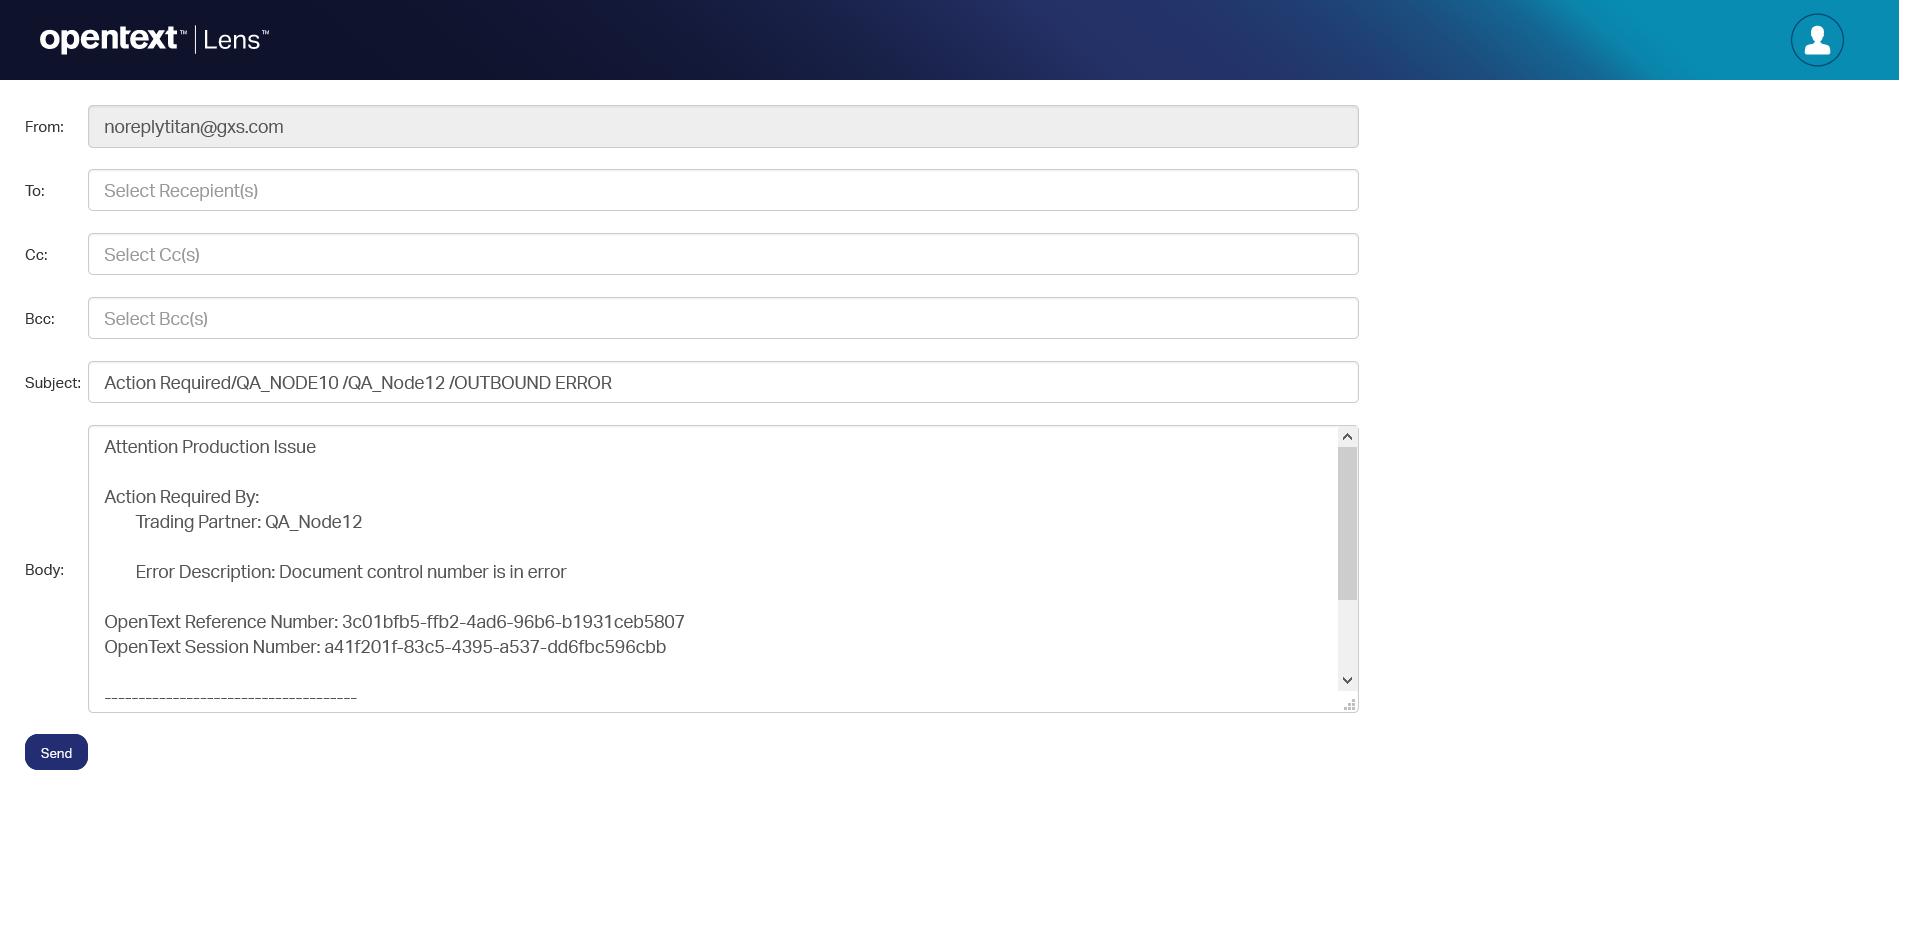 opentext™ | Lens™
From: noreplytitan@gxs.com
To: Select Recepient(s)
Cc: Select Cc(s)
Bcc: Select Bcc(s)
Subject: Action Required/QA_NODE10 /QA_Node12 /OUTBOUND ERROR
Attention Production Issue
Action Required By:
Trading Partner: QA_Node12
Body:
Error Description: Document control number is in error
OpenText Reference Number: 3c01bfb5-ffb2-4ad6-96b6-b1931ceb5807
OpenText Session Number: a41f201f-83c5-4395-a537-dd6fbc596cbb
-------------------------------------
Send